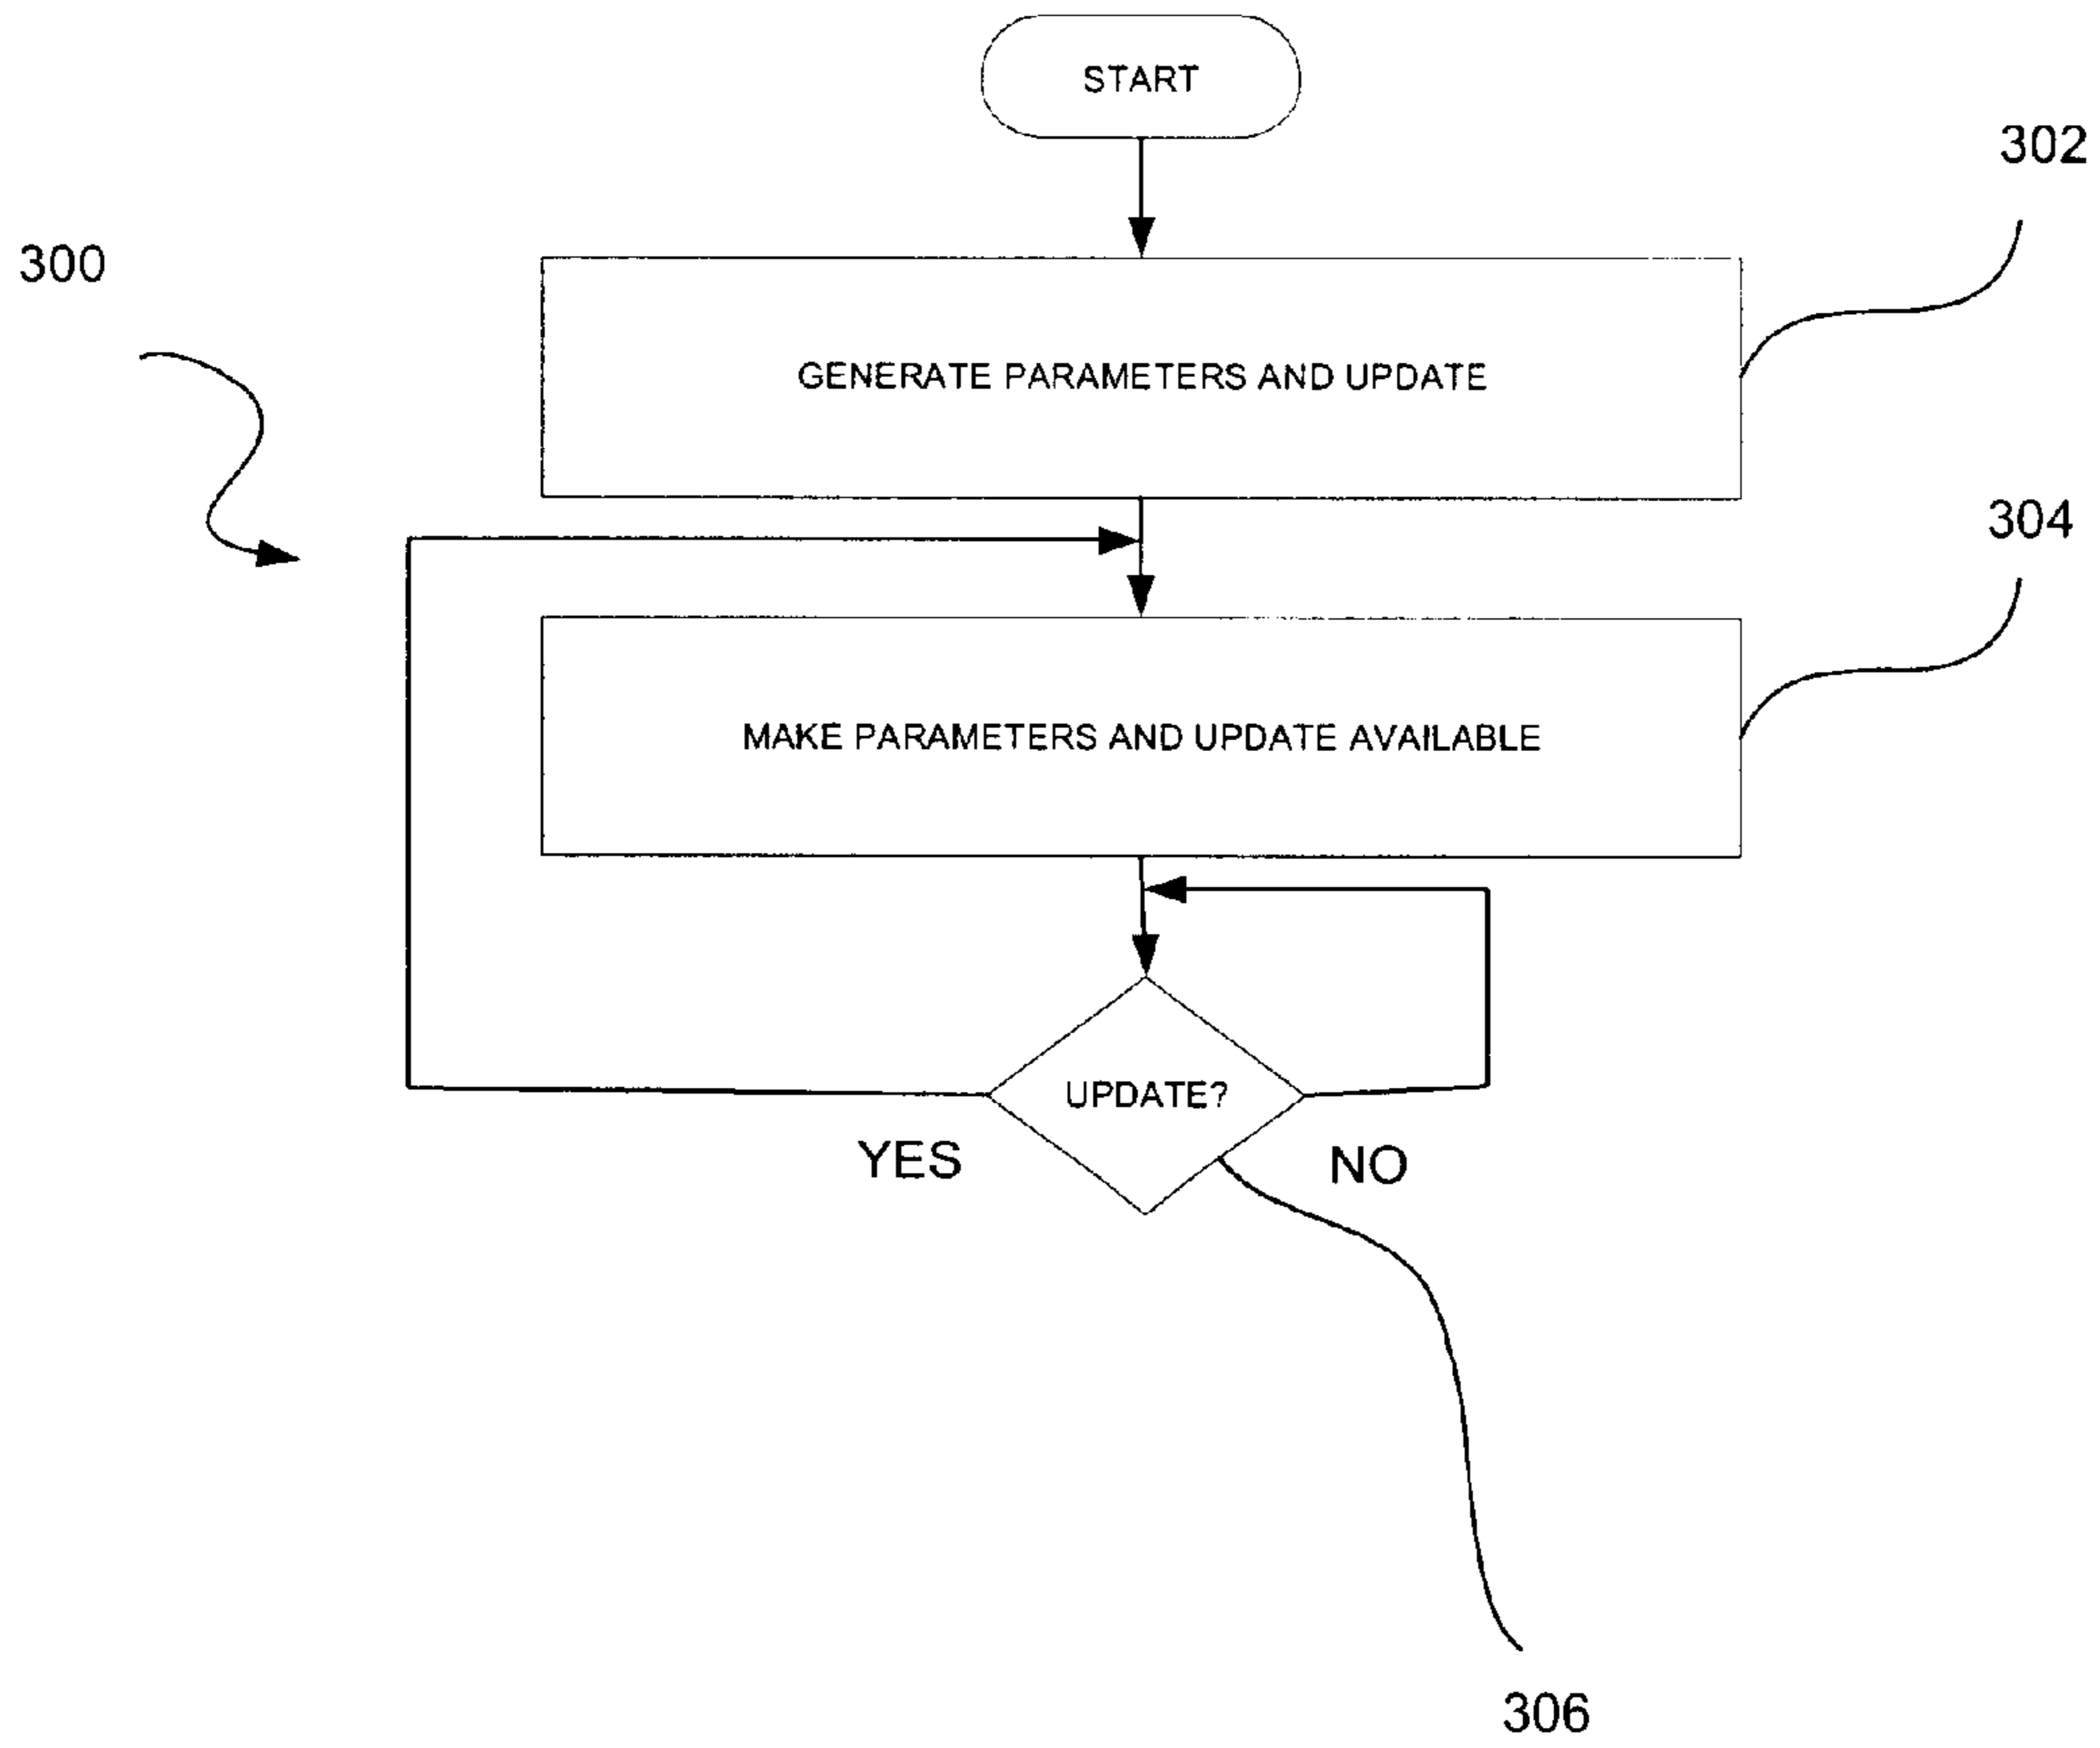 START
302
300
GENERATE PARAMETERS AND UPDATE
304
MAKE PARAMETERS AND UPDATE AVAILABLE
UPDATE?
YES
NO
306